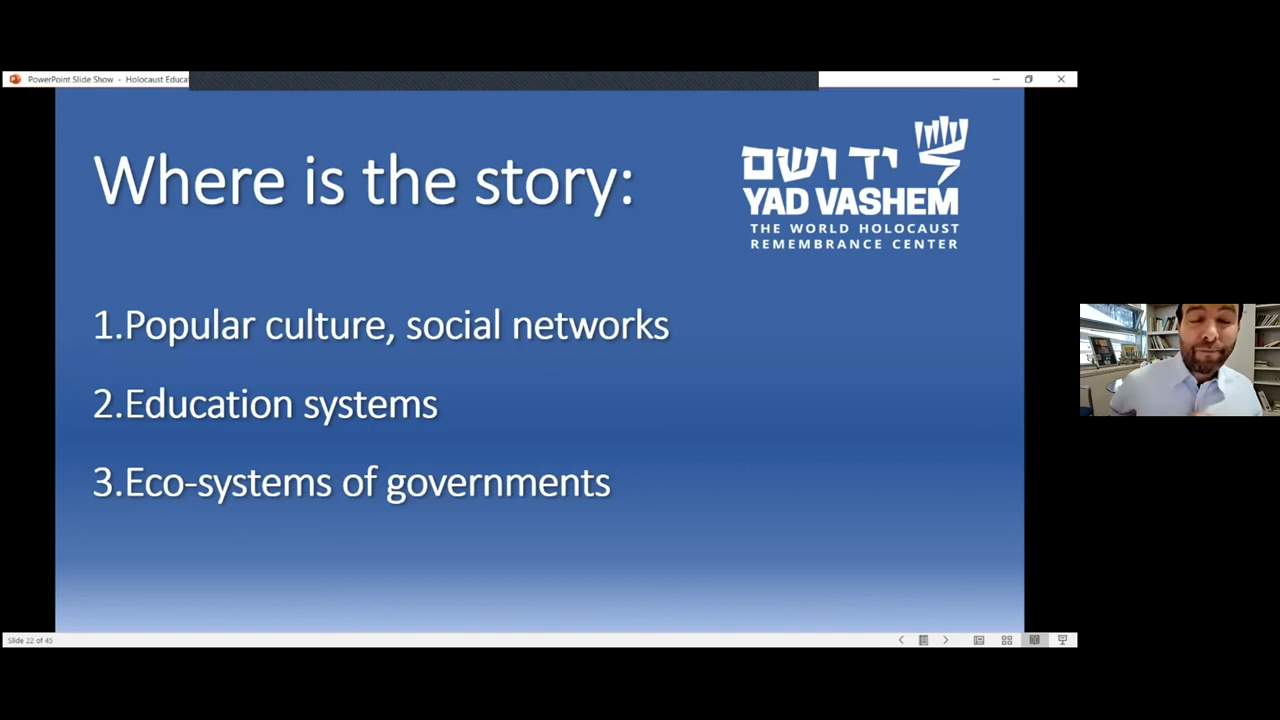 PowerPoint Slide Show - Holocaust Educa
Where is the story:
יד ושם
YAD VASHEM
THE WORLD HOLOCAUST
REMEMBRANCE CENTER
1.Popular culture, social networks
2.Education systems
3.Eco-systems of governments
Slide 22 of 45